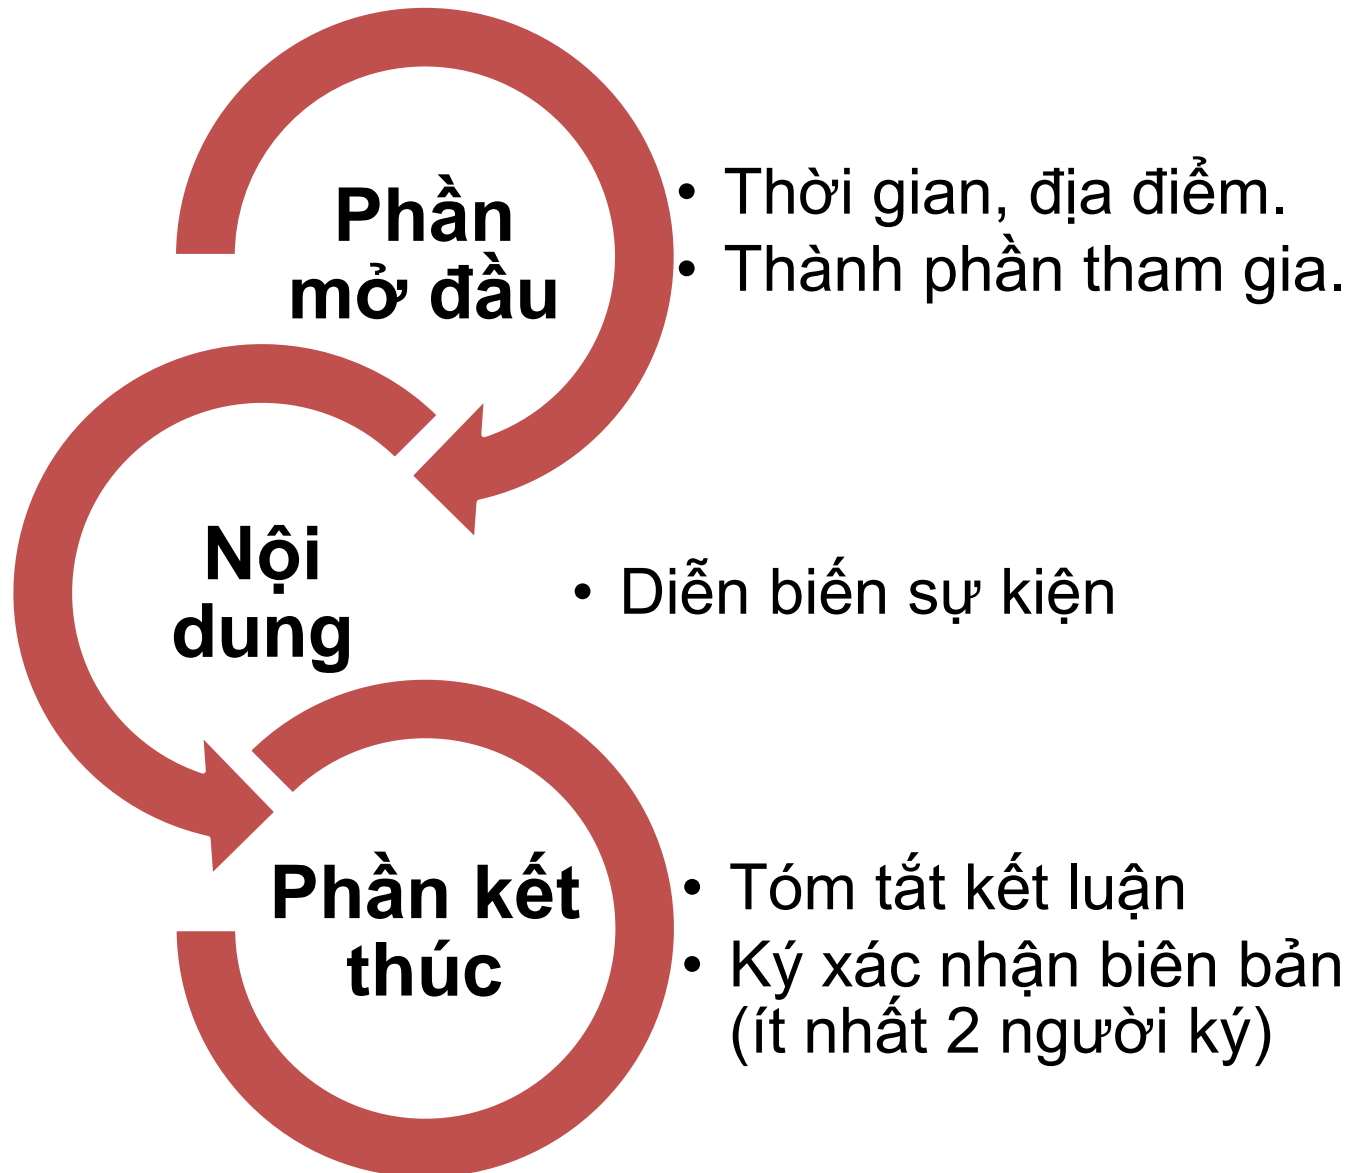 Phần
mở đầu
• Thời gian, địa điểm.
• Thành phần tham gia.
Nội
dung
• Diễn biến sự kiện
Phần kết
thúc
• Tóm tắt kết luận
• Ký xác nhận biên bản
(ít nhất 2 người ký)